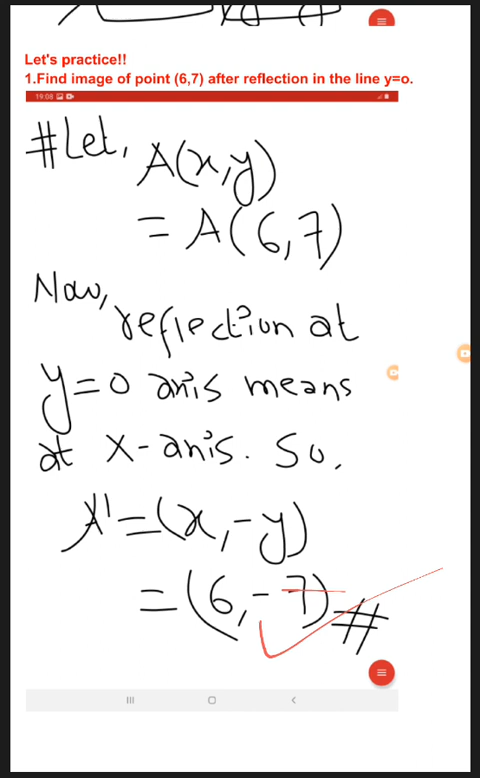 Let's practice!!
1.Find image of point (6,7) after reflection in the line y=o.
19:08
#Let, A(x,y)
= A(6,7)
Now,
reflection at
y=0 axis means
at X-axis. So,
A'=(x,-y)
=(6,-7)#